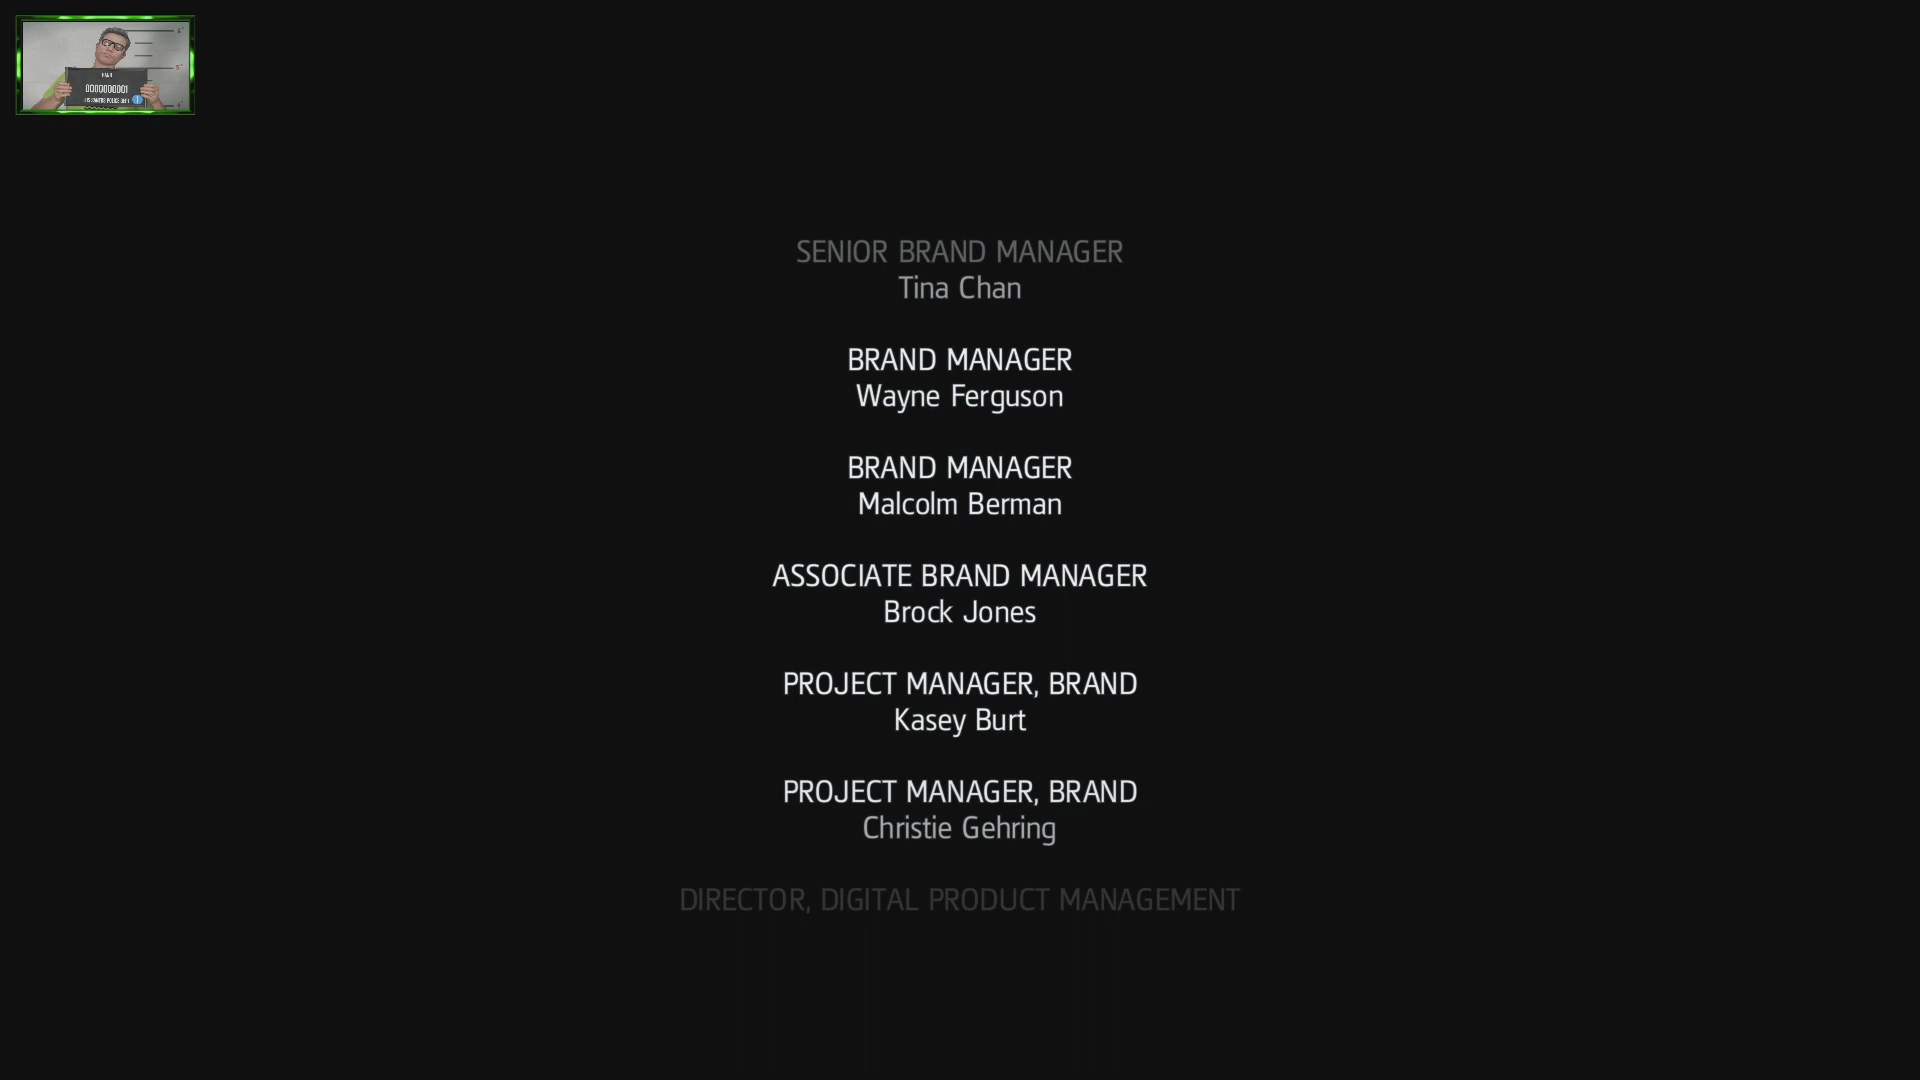 0000000001
SENIOR BRAND MANAGER
Tina Chan
BRAND MANAGER
Wayne Ferguson
BRAND MANAGER
Malcolm Berman
ASSOCIATE BRAND MANAGER
Brock Jones
PROJECT MANAGER, BRAND
Kasey Burt
PROJECT MANAGER, BRAND
Christie Gehring
DIRECTOR, DIGITAL PRODUCT MANAGEMENT